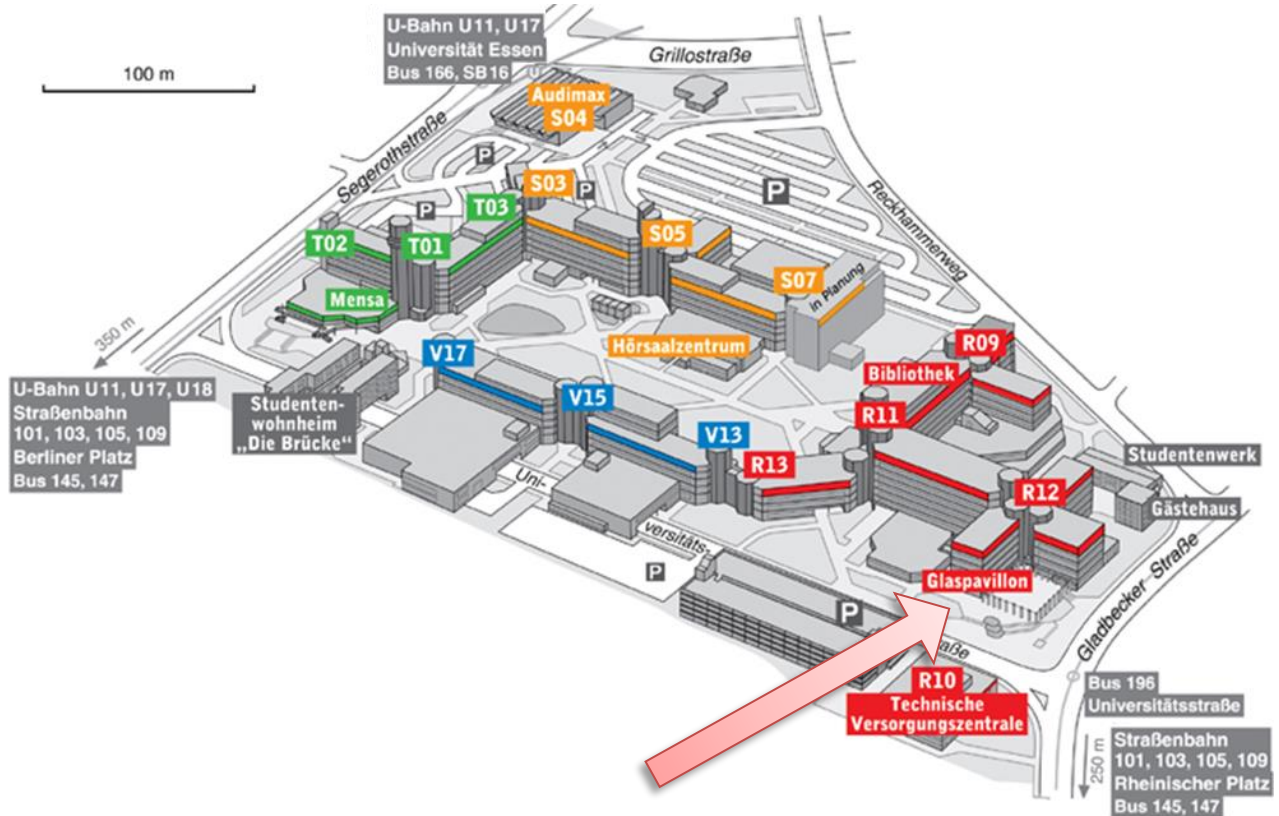 U-Bahn U11, U17
Universität Essen
Bus 166, SB 16
Grillostraße
100 m
Audimax
S04
Segerothstraße
P
P
S03
P
P
Reckhammerweg
T03
T02
T01
S05
S07
in Planung
Mensa
Hörsaalzentrum
350 m
U-Bahn U11, U17, U18
Straßenbahn
101, 103, 105, 109
Berliner Platz
Bus 145, 147
Studenten-
wohnheim
„Die Brücke“
V17
V15
V13
R09
Bibliothek
R11
R13
R12
Studentenwerk
Gästehaus
Uni-
versitäts-
P
P
Glaspavillon
Gladbecker Straße
raße
R10
Technische
Versorgungszentrale
Bus 196
Universitätsstraße
250 m
Straßenbahn
101, 103, 105, 109
Rheinischer Platz
Bus 145, 147